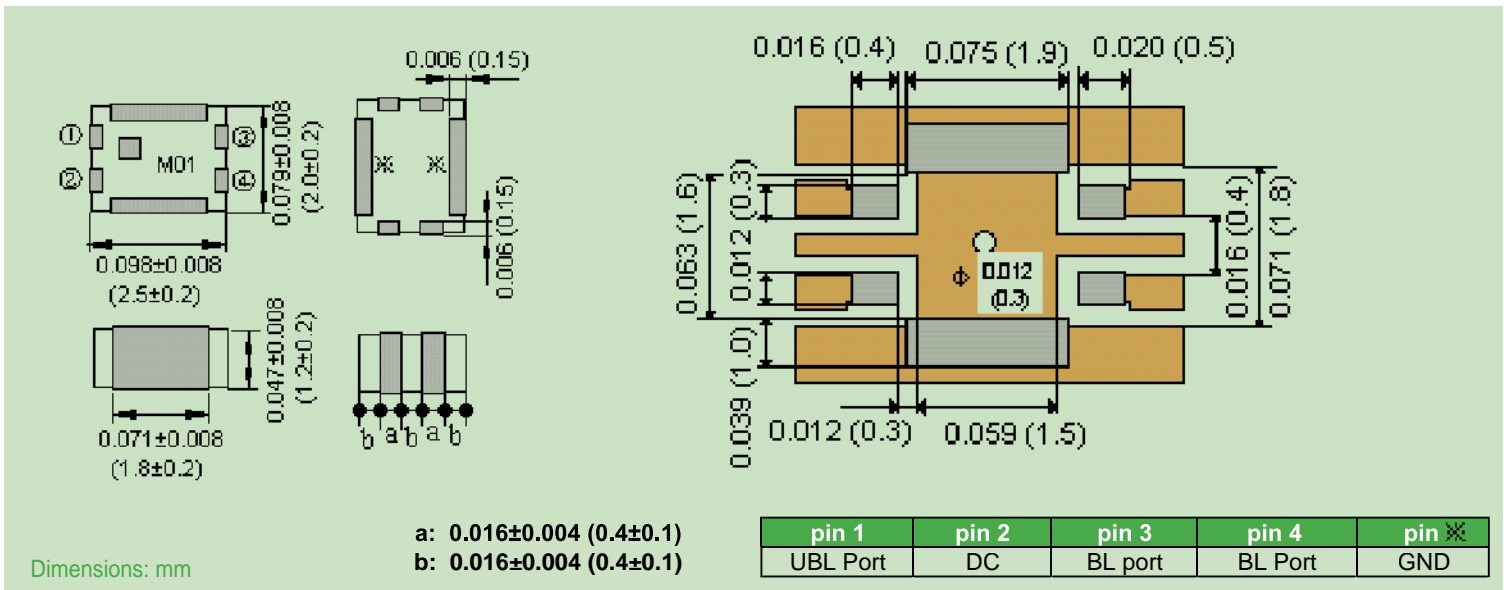 0.006 (0.15)
① ③
② ④
M01
0.079±0.008
(2.0±0.2)
0.098±0.008
(2.5±0.2)
※ ※
0.006 (0.15)
0.047±0.008
(1.2±0.2)
0.071±0.008
(1.8±0.2)
b a b a b
0.016 (0.4) 0.075 (1.9) 0.020 (0.5)
0.063 (1.6)
0.012 (0.3)
0.016 (0.4)
0.071 (1.8)
ϕ 0.012
(0.3)
0.039 (1.0)
0.012 (0.3) 0.059 (1.5)
a: 0.016±0.004 (0.4±0.1)
b: 0.016±0.004 (0.4±0.1)
Dimensions: mm
pin 1 pin 2 pin 3 pin 4 pin ※
UBL Port DC BL port BL Port GND